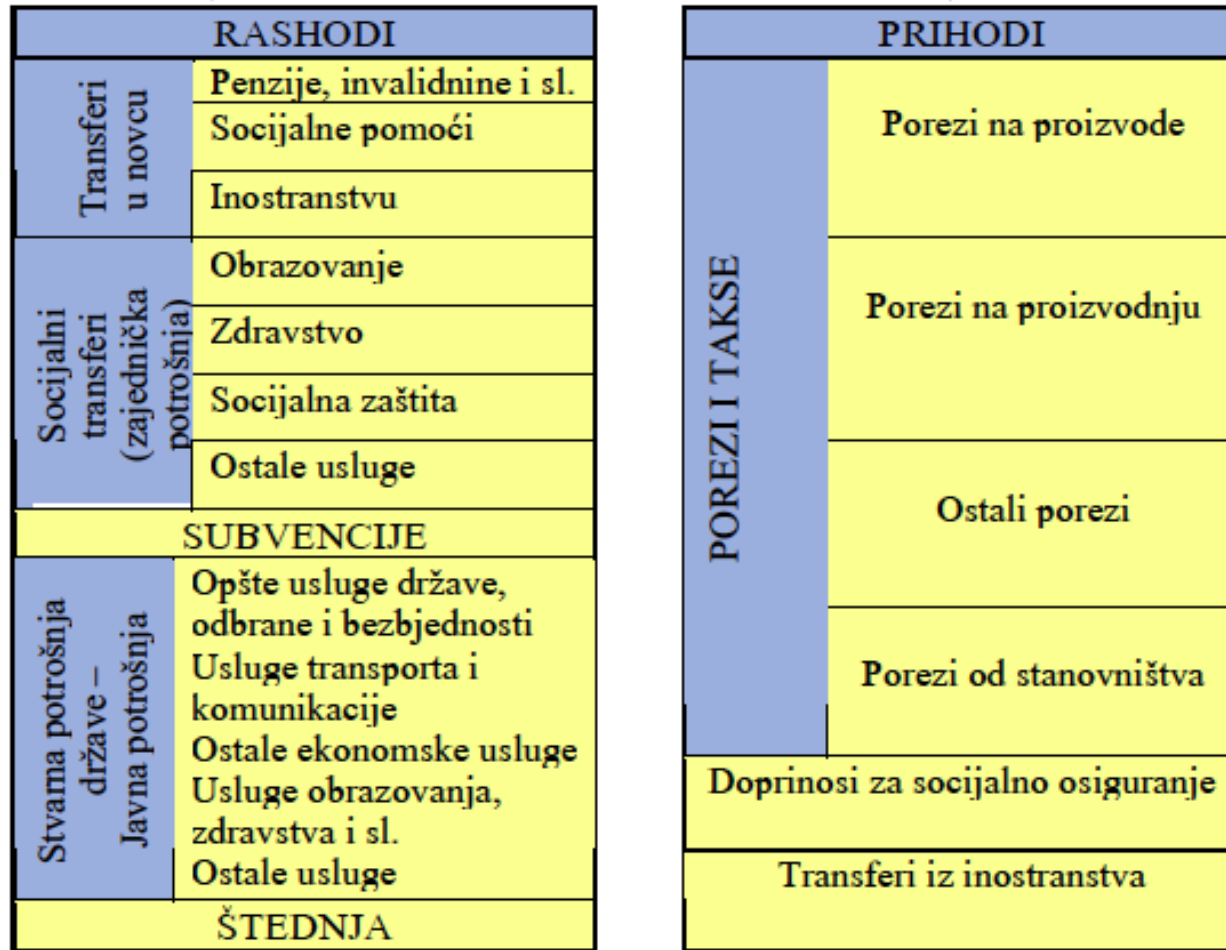 RASHODI
Transferi
u novcu
Penzije, invalidnine i sl.
Socijalne pomoći
Inostranstvu
Socijalni
transferi
(zajednička
potrošnja)
Obrazovanje
Zdravstvo
Socijalna zaštita
Ostale usluge
SUBVENCIJE
Stvarna potrošnja
države –
Javna potrošnja
Opšte usluge države,
odbrane i bezbjednosti
Usluge transporta i
komunikacije
Ostale ekonomske usluge
Usluge obrazovanja,
zdravstva i sl.
Ostale usluge
ŠTEDNJA
PRIHODI
POREZI I TAKSE
Porezi na proizvode
Porezi na proizvodnju
Ostali porezi
Porezi od stanovništva
Doprinosi za socijalno osiguranje
Transferi iz inostranstva